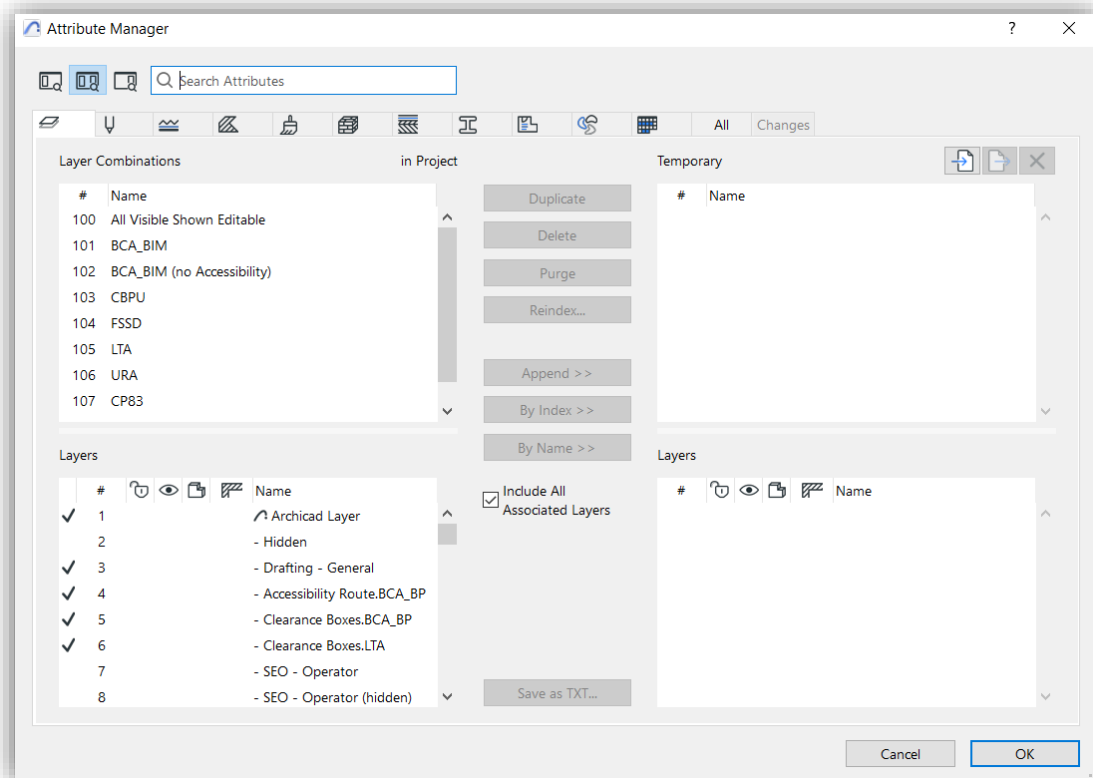 Attribute Manager
?
Search Attributes
All Changes
Layer Combinations in Project
# Name
100 All Visible Shown Editable
101 BCA_BIM
102 BCA_BIM (no Accessibility)
103 CBPU
104 FSSD
105 LTA
106 URA
107 CP83
Duplicate
Delete
Purge
Reindex...
Append >>
By Index >>
By Name >>
Temporary
# Name
Layers
# Name
1 Archicad Layer
2 - Hidden
3 - Drafting - General
4 - Accessibility Route.BCA_BP
5 - Clearance Boxes.BCA_BP
6 - Clearance Boxes.LTA
7 - SEO - Operator
8 - SEO - Operator (hidden)
Include All
Associated Layers
Save as TXT...
Layers
# Name
Cancel
OK